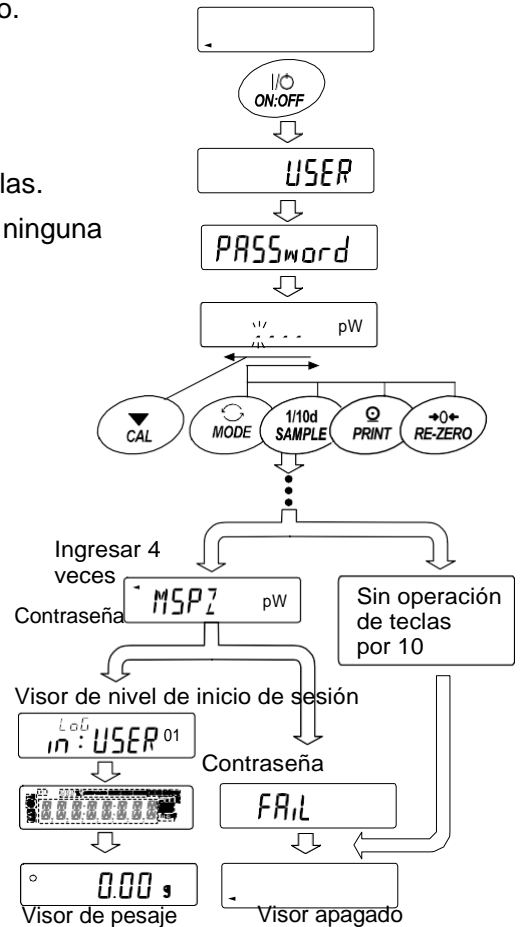 o.
I/⏻
ON:OFF
USER
las.
ninguna
PASSword
pW
CAL
MODE
1/10d
SAMPLE
PRINT
→0←
RE-ZERO
Ingresar 4
veces
Contraseña
MSPZ pW
Sin operación
de teclas
por 10
Visor de nivel de inicio de sesión
LoG
in:USER 01
Contraseña
FAiL
0.00 g
Visor de pesaje
Visor apagado